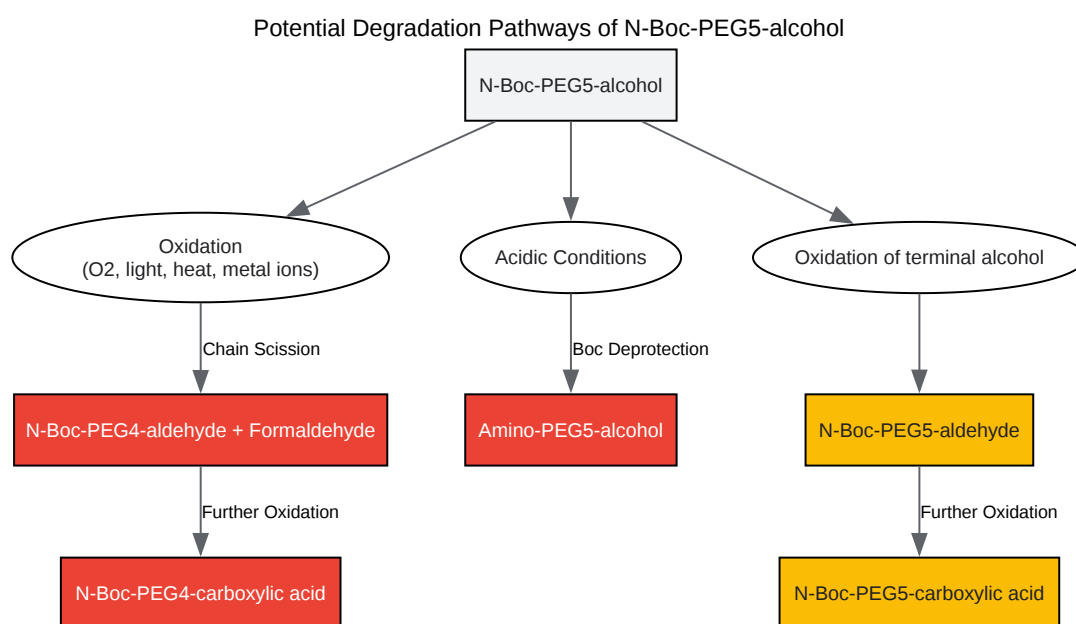 Potential Degradation Pathways of N-Boc-PEG5-alcohol
N-Boc-PEG5-alcohol
Oxidation
(O2, light, heat, metal ions)
Acidic Conditions
Oxidation of terminal alcohol
Chain Scission
Boc Deprotection
N-Boc-PEG4-aldehyde + Formaldehyde
Amino-PEG5-alcohol
N-Boc-PEG5-aldehyde
Further Oxidation
Further Oxidation
N-Boc-PEG4-carboxylic acid
N-Boc-PEG5-carboxylic acid